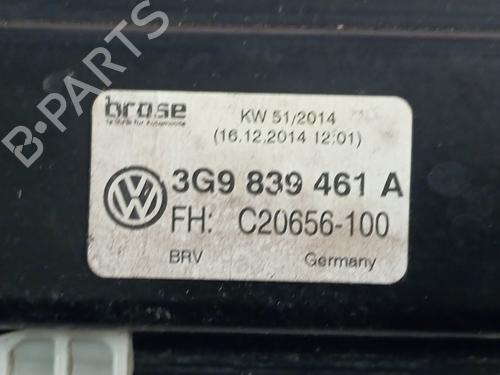 brose
KW 51/2014
(16.12.2014 12:01)
3G9 839 461 A
FH: C20656-100
BRV Germany
B-PARTS